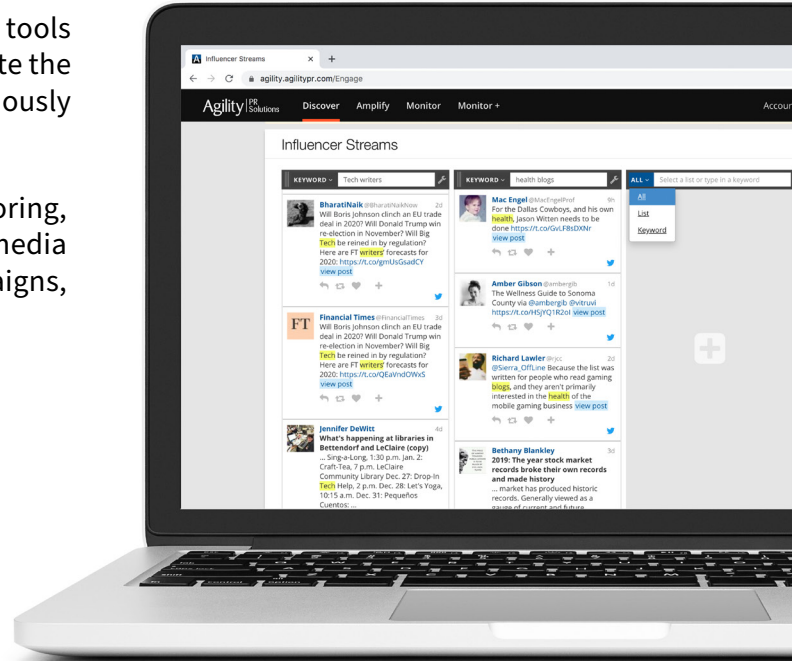 tools
te the
ously
oring,
nedia
aigns,
Influencer Streams
agility.agilitypr.com/Engage
Agility PR Solutions Discover Amplify Monitor Monitor + Accoun
Influencer Streams
KEYWORD Tech writers
BharatiNaik @BharatiNaikNow 2d
Will Boris Johnson clinch an EU trade
deal in 2020? Will Donald Trump win
re-election in November? Will Big
Tech be reined in by regulation?
Here are FT writers' forecasts for
2020: https://t.co/gmUsGsadCY
view post
FT
Financial Times @FinancialTimes 3d
Will Boris Johnson clinch an EU trade
deal in 2020? Will Donald Trump win
re-election in November? Will Big
Tech be reined in by regulation?
Here are FT writers' forecasts for
2020: https://t.co/QEaVndOWxS
view post
Jennifer DeWitt 4d
What's happening at libraries in
Bettendorf and LeClaire (copy)
... Sing-a-Long, 1:30 p.m. Jan. 2:
Craft-Tea, 7 p.m. LeClaire
Community Library Dec. 27: Drop-In
Tech Help, 2 p.m. Dec. 28: Let's Yoga,
10:15 a.m. Dec. 31: Pequeños
Cuentos: ...
KEYWORD health blogs
Mac Engel @MacEngelProf 9h
For the Dallas Cowboys, and his own
health, Jason Witten needs to be
done https://t.co/GvLF8sDXNr
view post
Amber Gibson @ambergib 1d
The Wellness Guide to Sonoma
County via @ambergib @vitruvi
https://t.co/HSjYQ1R2oI view post
Richard Lawler @rjcc 2d
@Sierra_OffLine Because the list was
written for people who read gaming
blogs, and they aren't primarily
interested in the health of the
mobile gaming business view post
Bethany Blankley 3d
2019: The year stock market
records broke their own records
and made history
... market has produced historic
records. Generally viewed as a
gauge of current and future
ALL Select a list or type in a keyword
All
List
Keyword